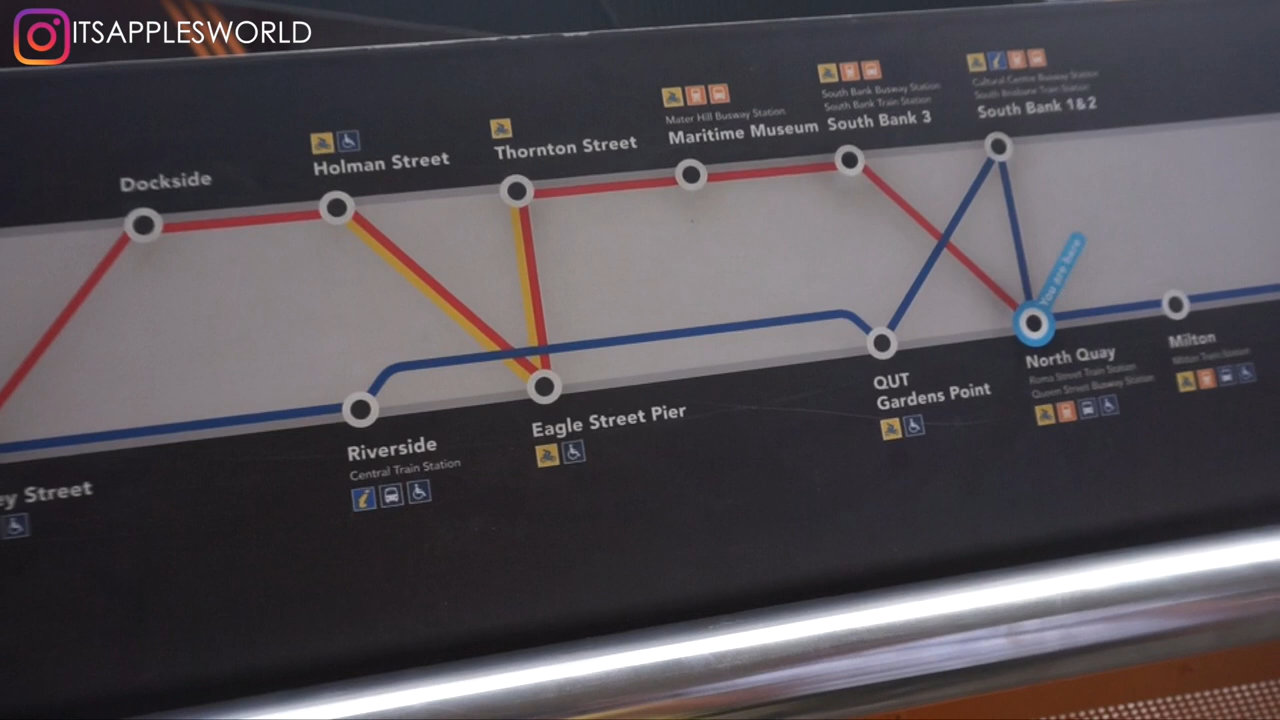 ITSAPPLESWORLD
Dockside
Holman Street
Thornton Street
Mater Hill Busway Station
Maritime Museum
South Bank Busway Station
South Bank Train Station
South Bank 3
Cultural Centre Busway Station
South Brisbane Train Station
South Bank 1&2
You are here
ey Street
Riverside
Central Train Station
Eagle Street Pier
QUT
Gardens Point
North Quay
Roma Street Train Station
Queen Street Busway Station
Milton
Milton Train Station